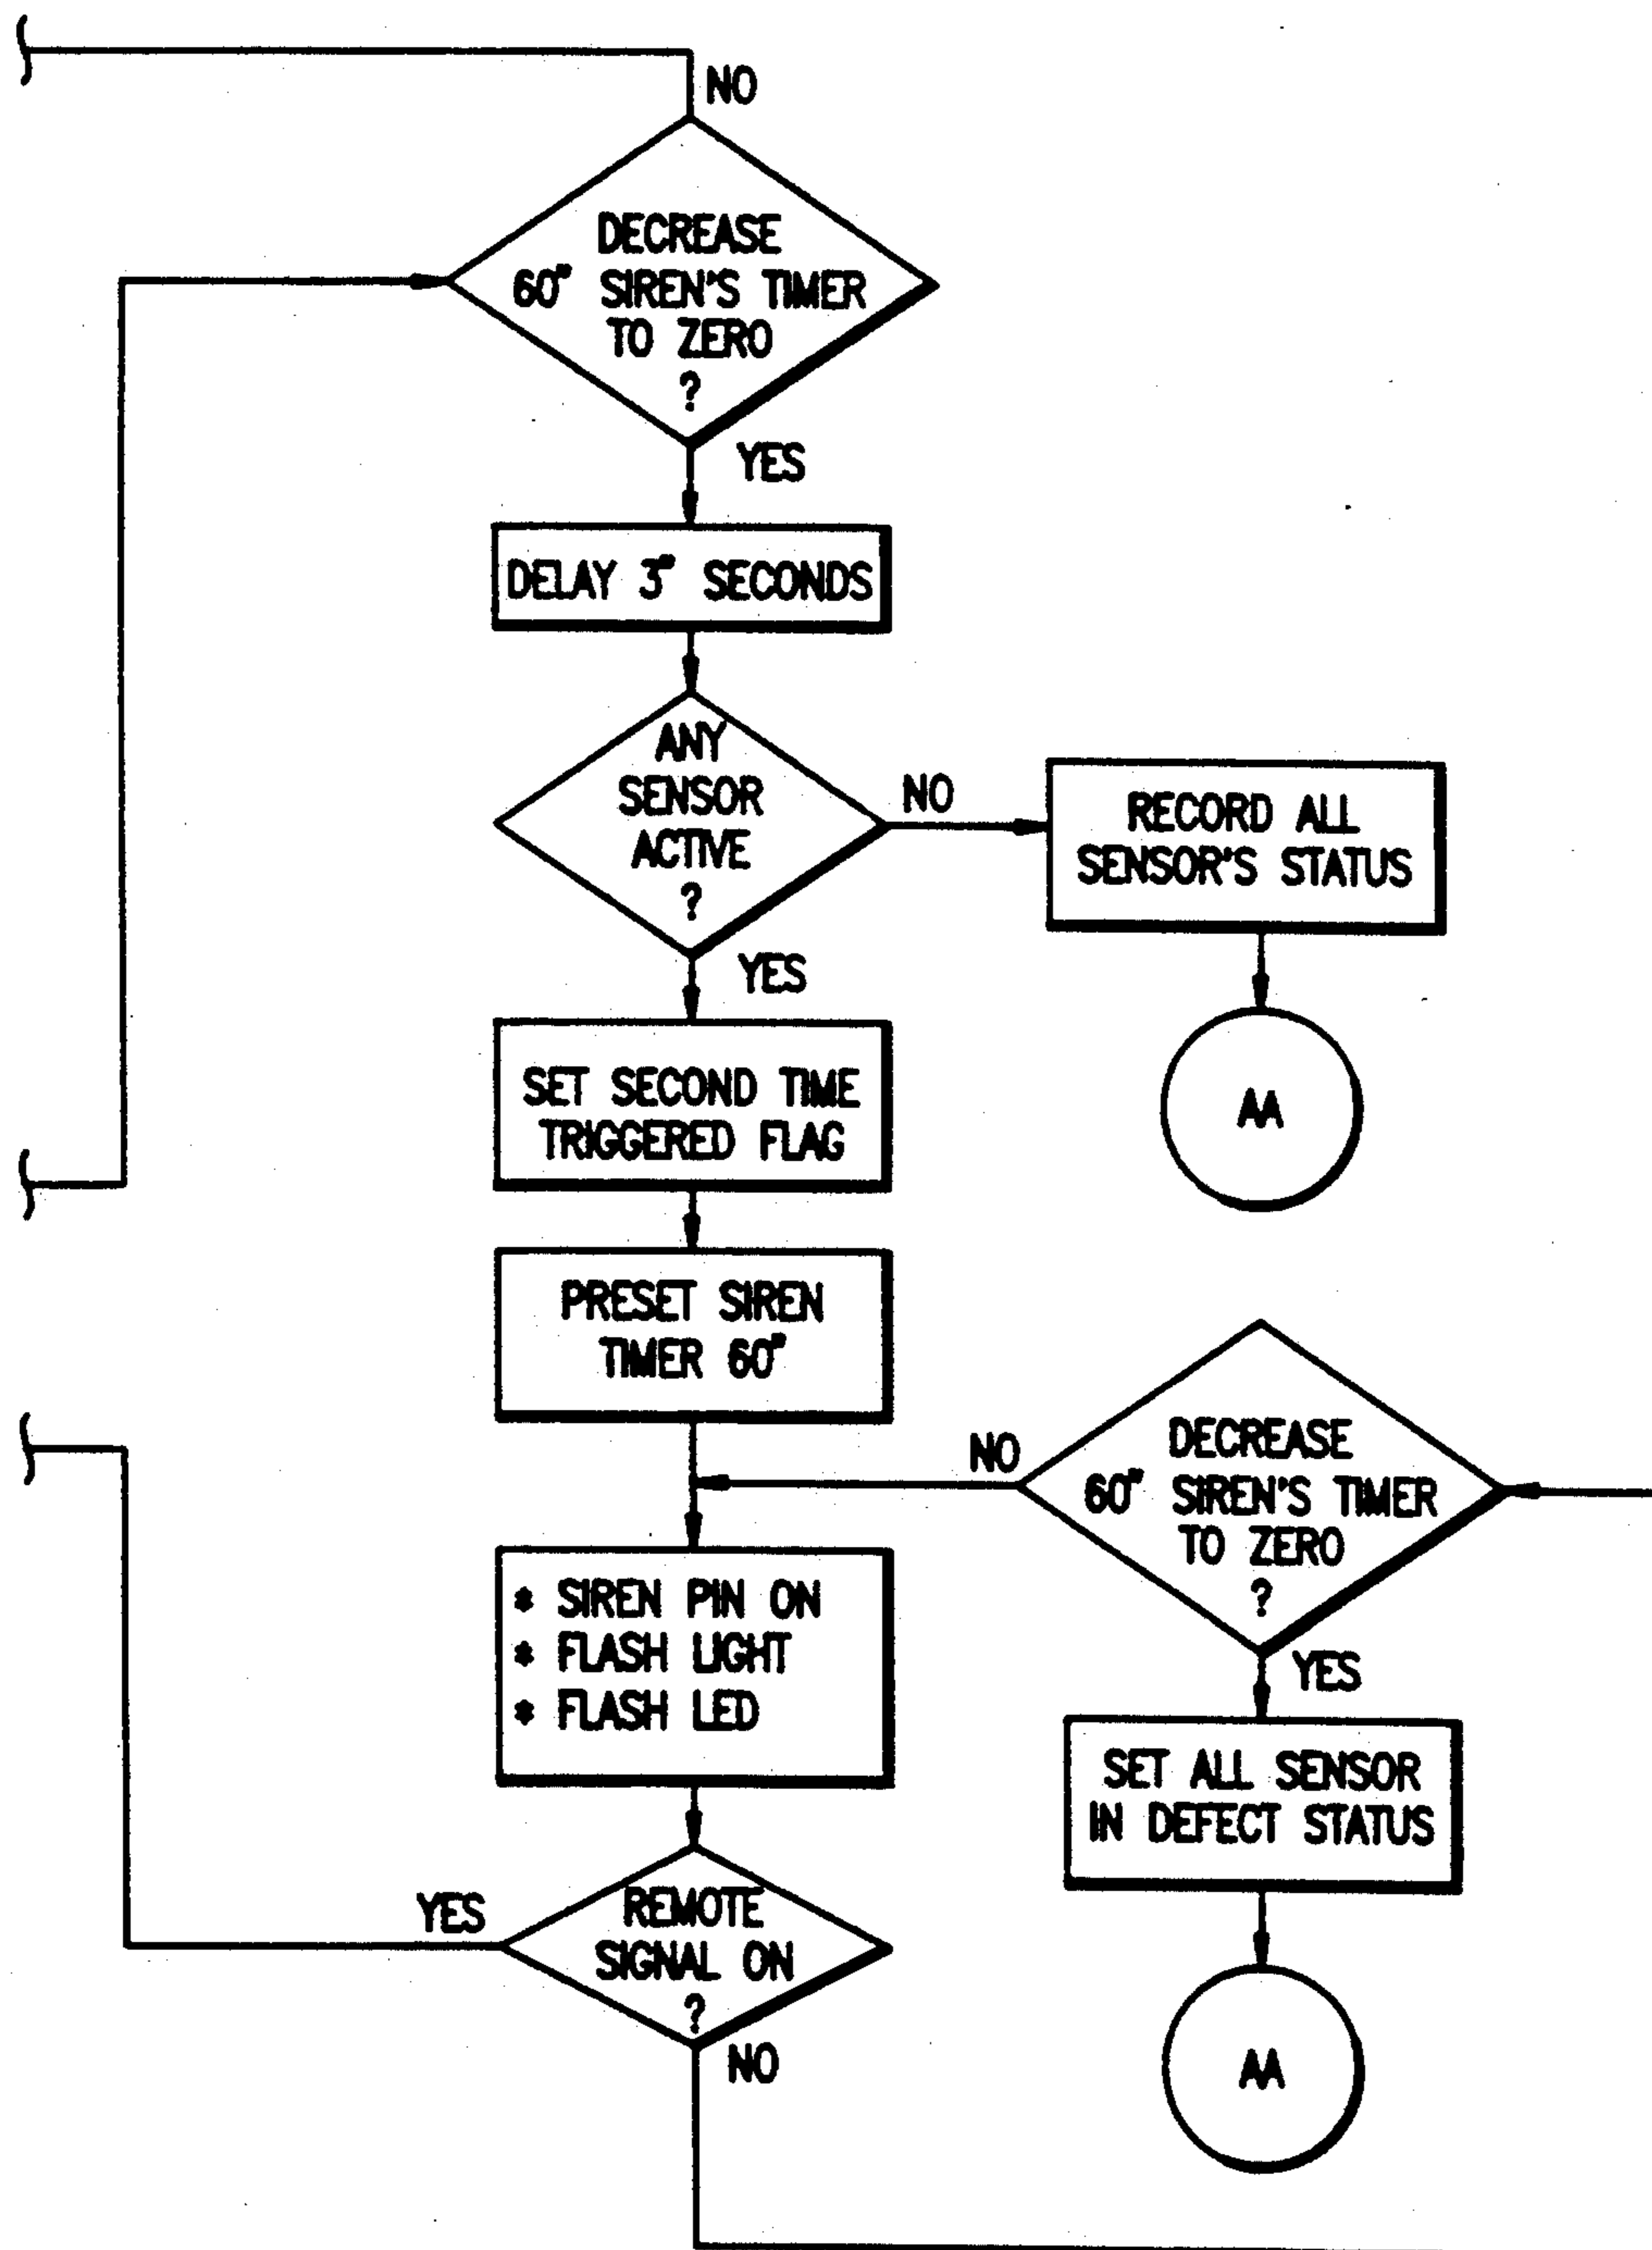 NO
DECREASE
60" SIREN'S TIMER
TO ZERO
?
YES
DELAY 3" SECONDS
ANY
SENSOR
ACTIVE
?
NO
RECORD ALL
SENSOR'S STATUS
AA
YES
SET SECOND TIME
TRIGGERED FLAG
PRESET SIREN
TIMER 60"
NO
DECREASE
60" SIREN'S TIMER
TO ZERO
?
YES
SET ALL SENSOR
IN DEFECT STATUS
AA
* SIREN PIN ON
* FLASH LIGHT
* FLASH LED
YES
REMOTE
SIGNAL ON
?
NO